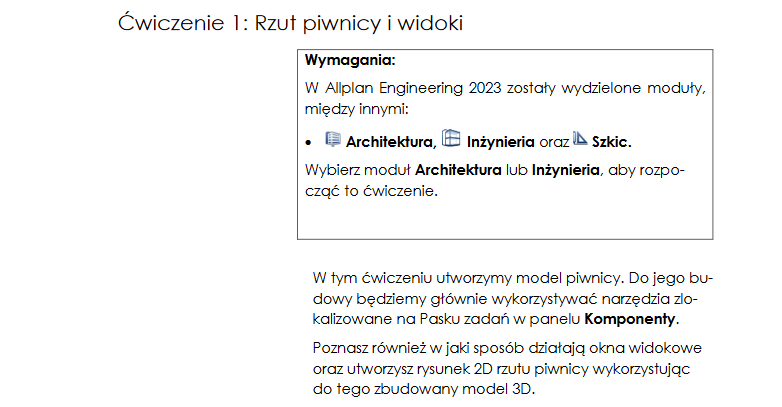 Ćwiczenie 1: Rzut piwnicy i widoki
Wymagania:
W Allplan Engineering 2023 zostały wydzielone moduły,
między innymi:
• Architektura, Inżynieria oraz Szkic.
Wybierz moduł Architektura lub Inżynieria, aby rozpo-
cząć to ćwiczenie.
W tym ćwiczeniu utworzymy model piwnicy. Do jego bu-
dowy będziemy głównie wykorzystywać narzędzia zlo-
kalizowane na Pasku zadań w panelu Komponenty.
Poznasz również w jaki sposób działają okna widokowe
oraz utworzysz rysunek 2D rzutu piwnicy wykorzystując
do tego zbudowany model 3D.